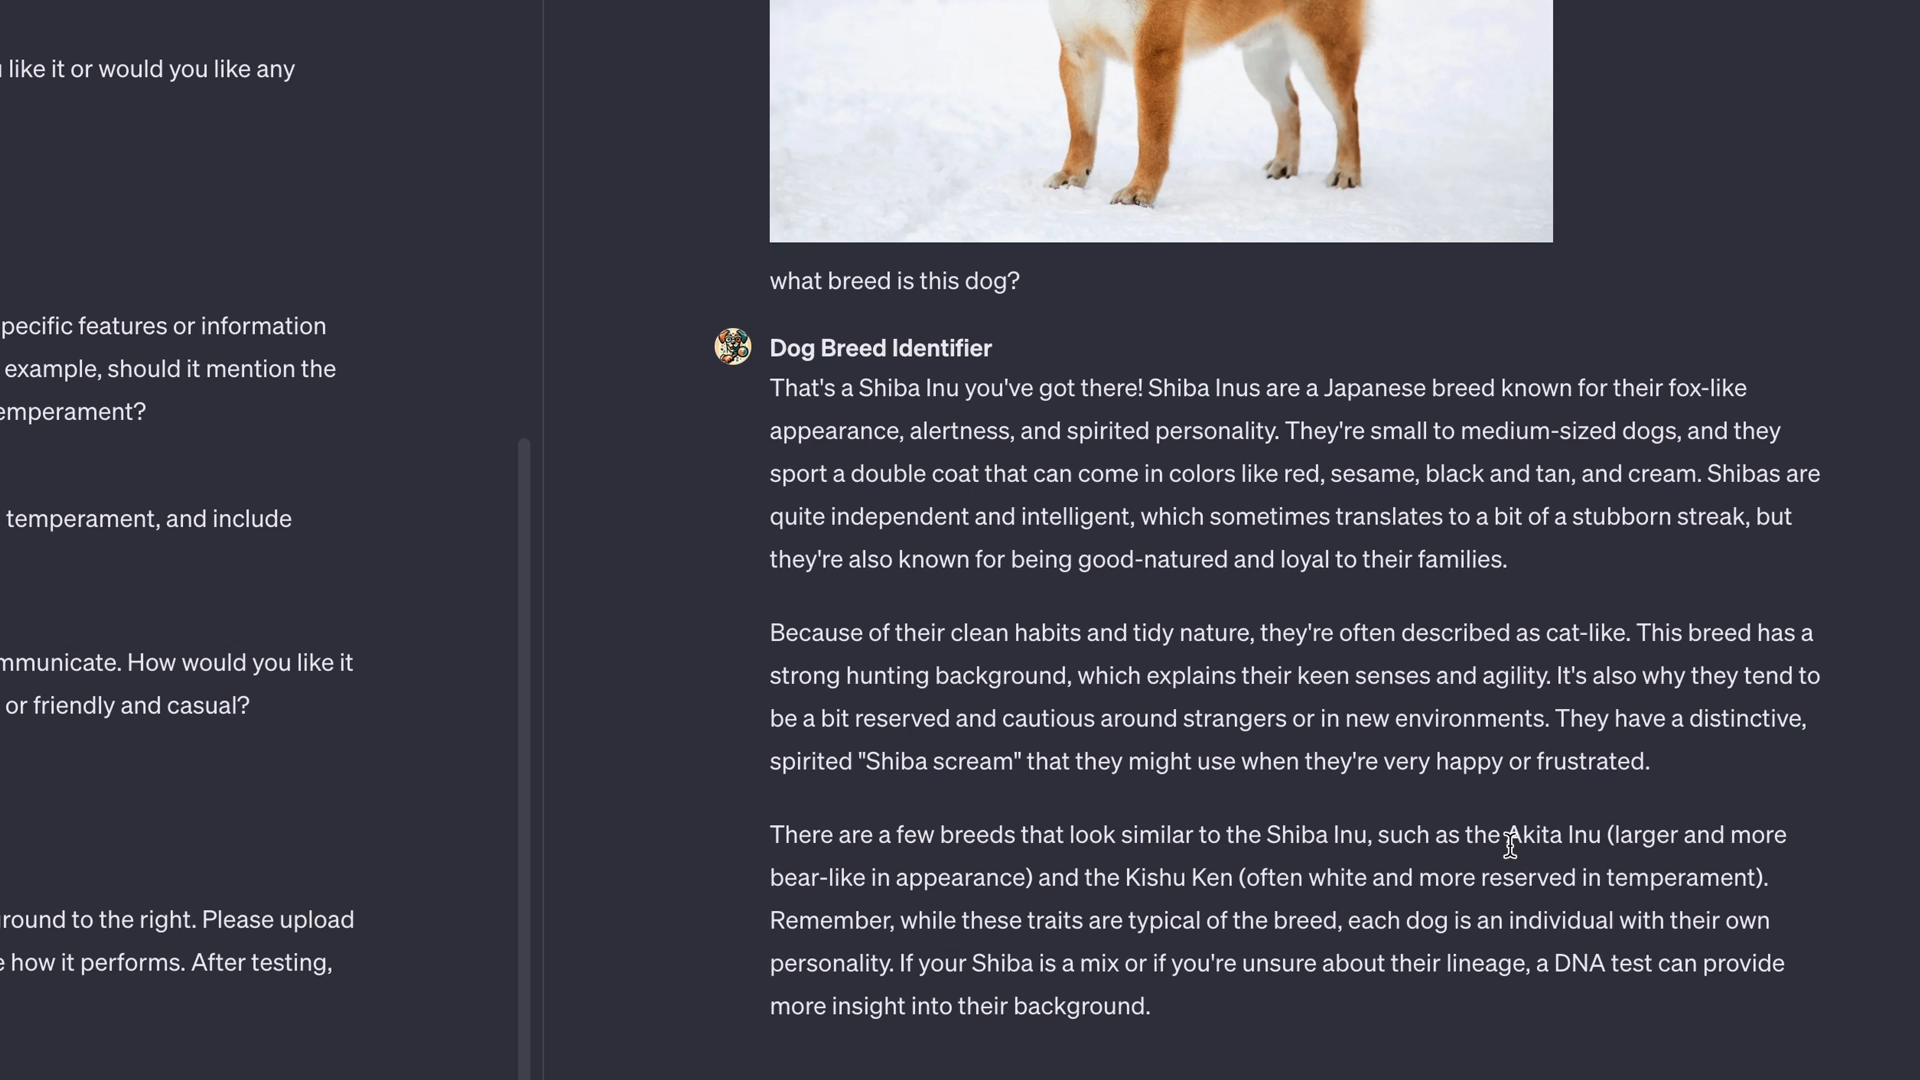 like it or would you like any
pecific features or information
example, should it mention the
emperament?
temperament, and include
mmunicate. How would you like it
or friendly and casual?
round to the right. Please upload
how it performs. After testing,
what breed is this dog?
Dog Breed Identifier
That's a Shiba Inu you've got there! Shiba Inus are a Japanese breed known for their fox-like
appearance, alertness, and spirited personality. They're small to medium-sized dogs, and they
sport a double coat that can come in colors like red, sesame, black and tan, and cream. Shibas are
quite independent and intelligent, which sometimes translates to a bit of a stubborn streak, but
they're also known for being good-natured and loyal to their families.
Because of their clean habits and tidy nature, they're often described as cat-like. This breed has a
strong hunting background, which explains their keen senses and agility. It's also why they tend to
be a bit reserved and cautious around strangers or in new environments. They have a distinctive,
spirited "Shiba scream" that they might use when they're very happy or frustrated.
There are a few breeds that look similar to the Shiba Inu, such as the Akita Inu (larger and more
bear-like in appearance) and the Kishu Ken (often white and more reserved in temperament).
Remember, while these traits are typical of the breed, each dog is an individual with their own
personality. If your Shiba is a mix or if you're unsure about their lineage, a DNA test can provide
more insight into their background.